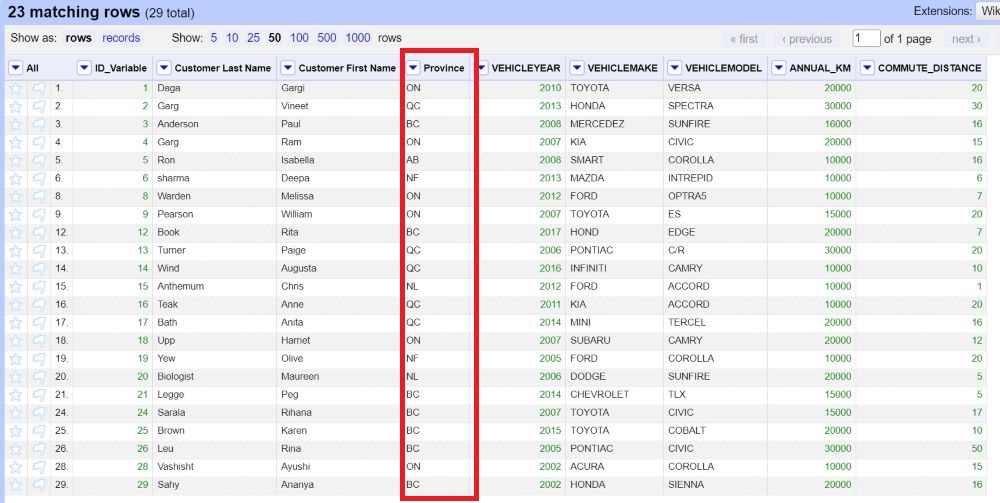 23 matching rows (29 total) Extensions: Wik
Show as: rows records Show: 5 10 25 50 100 500 1000 rows « first ‹ previous 1 of 1 page next ›
All ID_Variable Customer Last Name Customer First Name Province VEHICLEYEAR VEHICLEMAKE VEHICLEMODEL ANNUAL_KM COMMUTE_DISTANCE
1. 1 Daga Gargi ON 2010 TOYOTA VERSA 20000 20
2. 2 Garg Vineet QC 2013 HONDA SPECTRA 30000 30
3. 3 Anderson Paul BC 2008 MERCEDEZ SUNFIRE 16000 16
4. 4 Garg Ram ON 2007 KIA CIVIC 20000 15
5. 5 Ron Isabella AB 2008 SMART COROLLA 10000 16
6. 6 sharma Deepa NF 2013 MAZDA INTREPID 10000 6
8. 8 Warden Melissa ON 2012 FORD OPTRA5 10000 7
9. 9 Pearson William ON 2007 TOYOTA ES 15000 20
12. 12 Book Rita BC 2017 HOND EDGE 20000 7
13. 13 Turner Paige QC 2006 PONTIAC C/R 30000 20
14. 14 Wind Augusta QC 2016 INFINITI CAMRY 10000 10
15. 15 Anthemum Chris NL 2012 FORD ACCORD 10000 1
16. 16 Teak Anne QC 2011 KIA ACCORD 10000 20
17. 17 Bath Anita QC 2014 MINI TERCEL 20000 16
18. 18 Upp Harriet ON 2007 SUBARU CAMRY 20000 12
19. 19 Yew Olive NF 2005 FORD COROLLA 10000 20
20. 20 Biologist Maureen NL 2006 DODGE SUNFIRE 20000 5
21. 21 Legge Peg BC 2014 CHEVROLET TLX 15000 5
24. 24 Sarala Rihana BC 2007 TOYOTA CIVIC 15000 17
25. 25 Brown Karen BC 2015 TOYOTA COBALT 20000 10
26. 26 Leu Rina BC 2005 PONTIAC CIVIC 30000 50
28. 28 Vashisht Ayushi ON 2002 ACURA COROLLA 10000 15
29. 29 Sahy Ananya BC 2002 HONDA SIENNA 20000 16